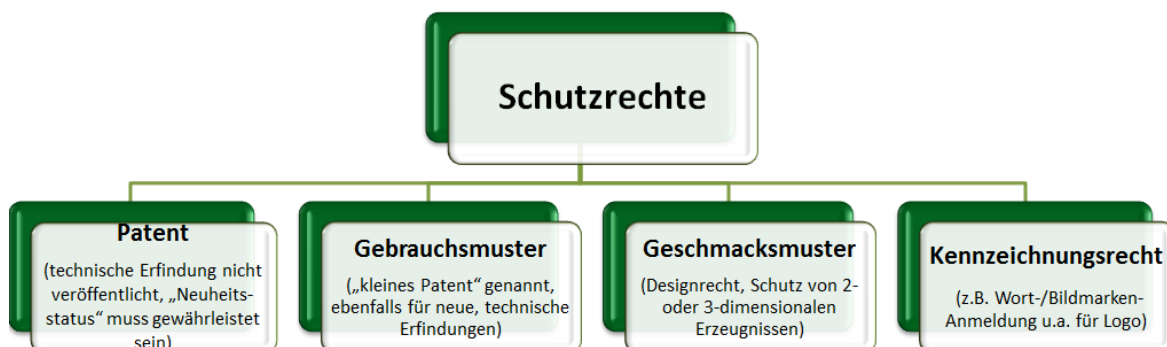 Schutzrechte
Patent
(technische Erfindung nicht
veröffentlicht, „Neuheits-
status“ muss gewährleistet
sein)
Gebrauchsmuster
(„kleines Patent“ genannt,
ebenfalls für neue, technische
Erfindungen)
Geschmacksmuster
(Designrecht, Schutz von 2-
oder 3-dimensionalen
Erzeugnissen)
Kennzeichnungsrecht
(z.B. Wort-/Bildmarken-
Anmeldung u.a. für Logo)